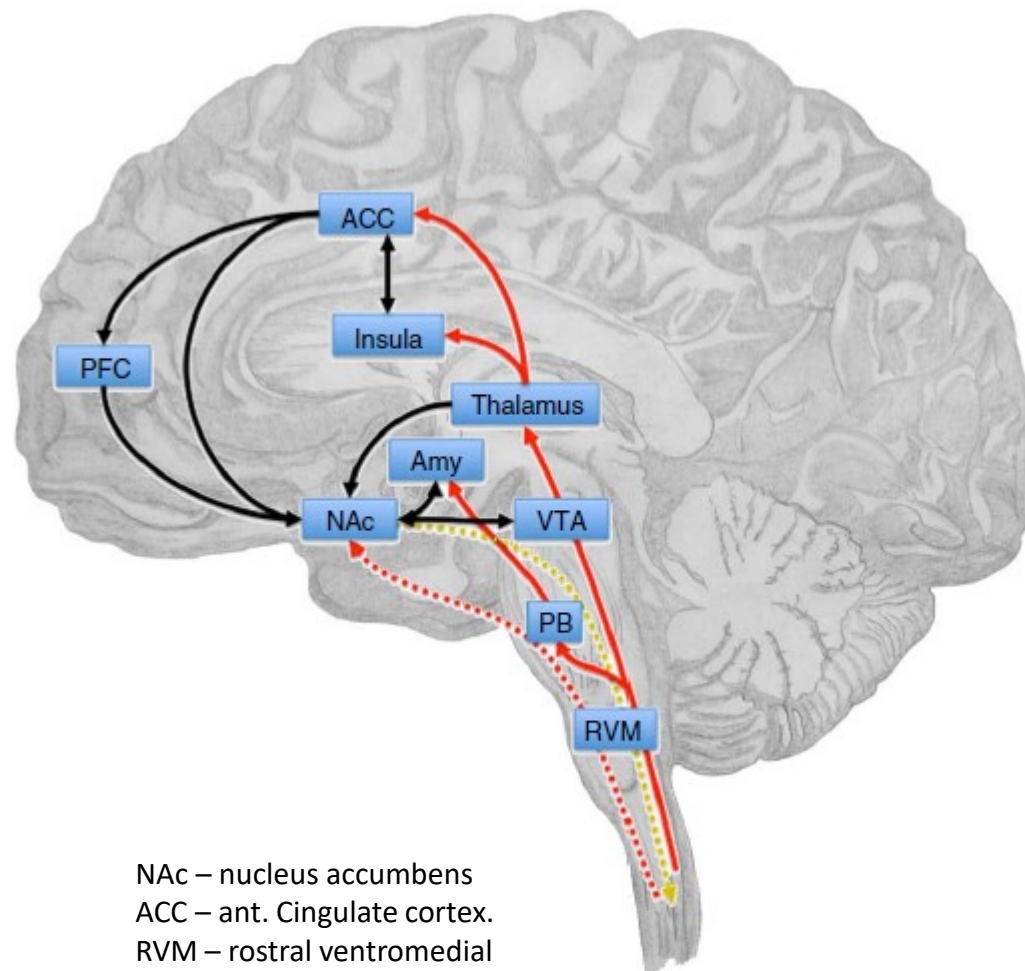 ACC
Insula
PFC
Thalamus
Amy
NAc
VTA
PB
RVM
NAc – nucleus accumbens
ACC – ant. Cingulate cortex.
RVM – rostral ventromedial